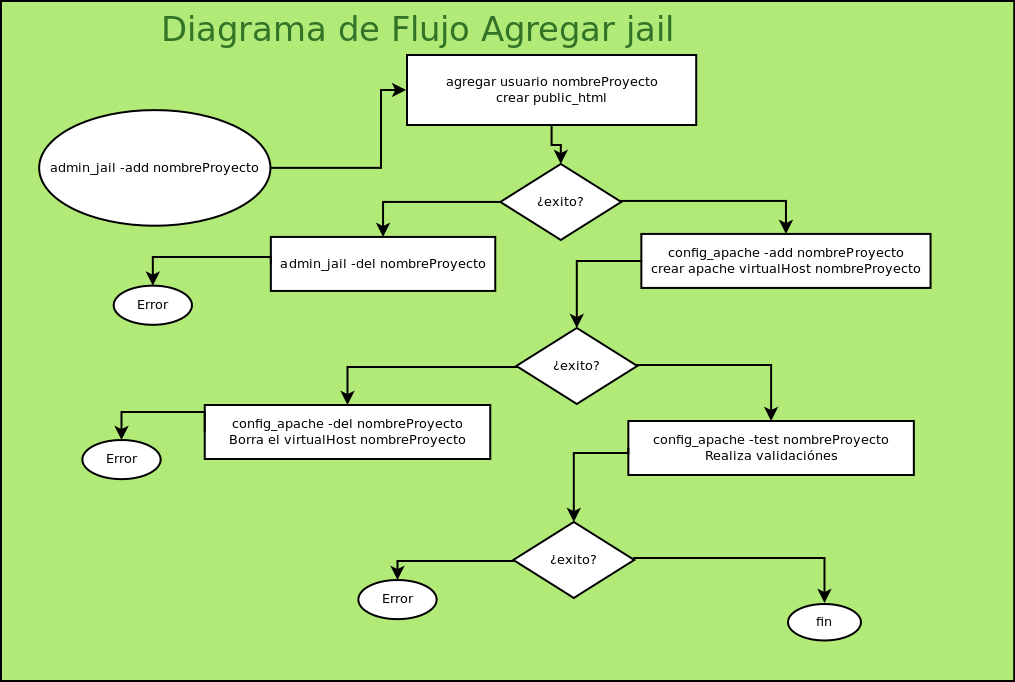 Diagrama de Flujo Agregar jail
agregar usuario nombreProyecto
crear public_html
admin_jail -add nombreProyecto
¿exito?
admin_jail -del nombreProyecto
config_apache -add nombreProyecto
crear apache virtualHost nombreProyecto
Error
¿exito?
config_apache -del nombreProyecto
Borra el virtualHost nombreProyecto
config_apache -test nombreProyecto
Realiza validaciónes
Error
¿exito?
Error
fin